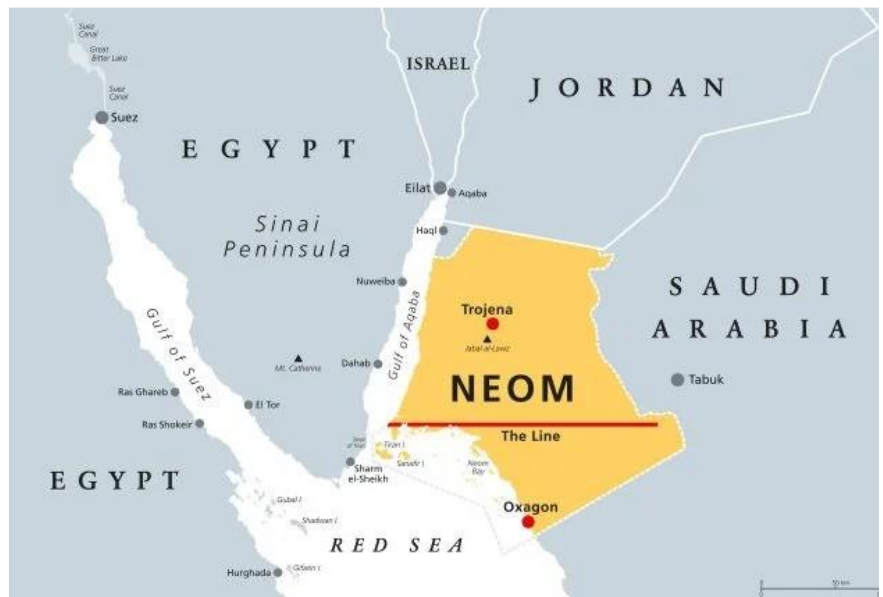 Suez
Canal
Great
Bitter Lake
Suez
Canal
Suez
ISRAEL
JORDAN
EGYPT
Eilat
Aqaba
Haql
Sinai
Peninsula
Nuweiba
Gulf of Aqaba
SAUDI
ARABIA
Trojena
Jabal al-Lawz
Gulf of Suez
Mt. Catherine
Dahab
NEOM
Tabuk
Ras Ghareb
El Tor
Ras Shokeir
The Line
Tiran I.
Sanafir I.
Neom
Bay
Sharm
el-Sheikh
EGYPT
Gubal I.
Shadwan I.
Oxagon
RED SEA
Hurghada
Giftun I.
0
50 km